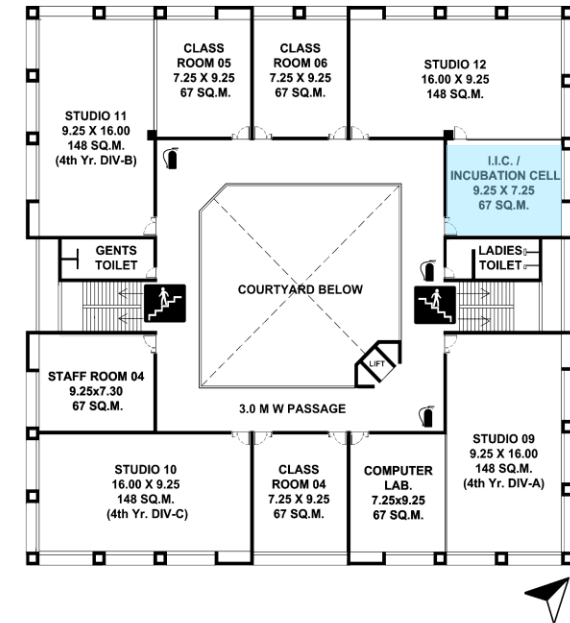 CLASS
ROOM 05
7.25 X 9.25
67 SQ.M.
CLASS
ROOM 06
7.25 X 9.25
67 SQ.M.
STUDIO 12
16.00 X 9.25
148 SQ.M.
STUDIO 11
9.25 X 16.00
148 SQ.M.
(4th Yr. DIV-B)
I.I.C. /
INCUBATION CELL
9.25 X 7.25
67 SQ.M.
GENTS
TOILET
LADIES
TOILET
COURTYARD BELOW
LIFT
STAFF ROOM 04
9.25x7.30
67 SQ.M.
3.0 M W PASSAGE
STUDIO 09
9.25 X 16.00
148 SQ.M.
(4th Yr. DIV-A)
STUDIO 10
16.00 X 9.25
148 SQ.M.
(4th Yr. DIV-C)
CLASS
ROOM 04
7.25 X 9.25
67 SQ.M.
COMPUTER
LAB.
7.25x9.25
67 SQ.M.